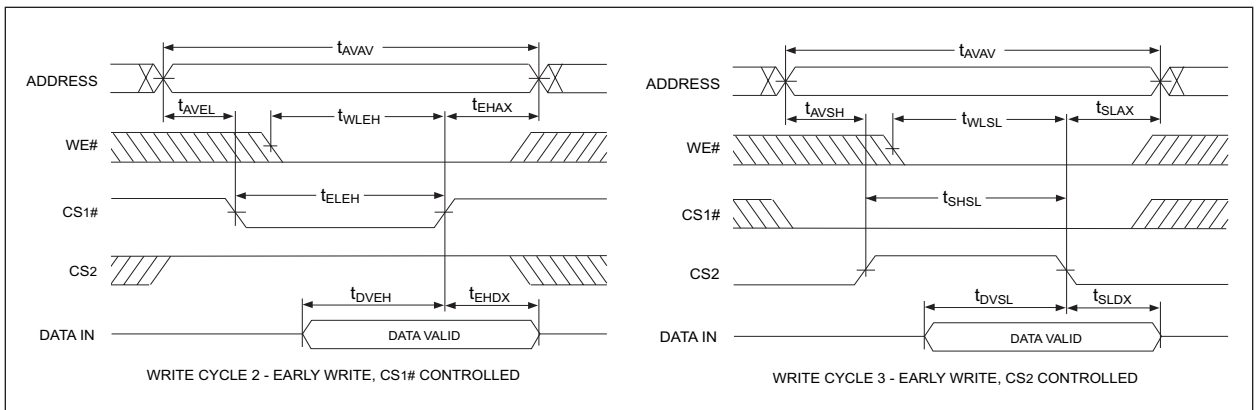 tAVAV
ADDRESS
tAVEL
tWLEH
tEHAX
WE#
tELEH
CS1#
CS2
tDVEH
tEHDX
DATA IN
DATA VALID
WRITE CYCLE 2 - EARLY WRITE, CS1# CONTROLLED
tAVAV
ADDRESS
tAVSH
tWLSL
tSLAX
WE#
tSHSL
CS1#
CS2
tDVSL
tSLDX
DATA IN
DATA VALID
WRITE CYCLE 3 - EARLY WRITE, CS2 CONTROLLED